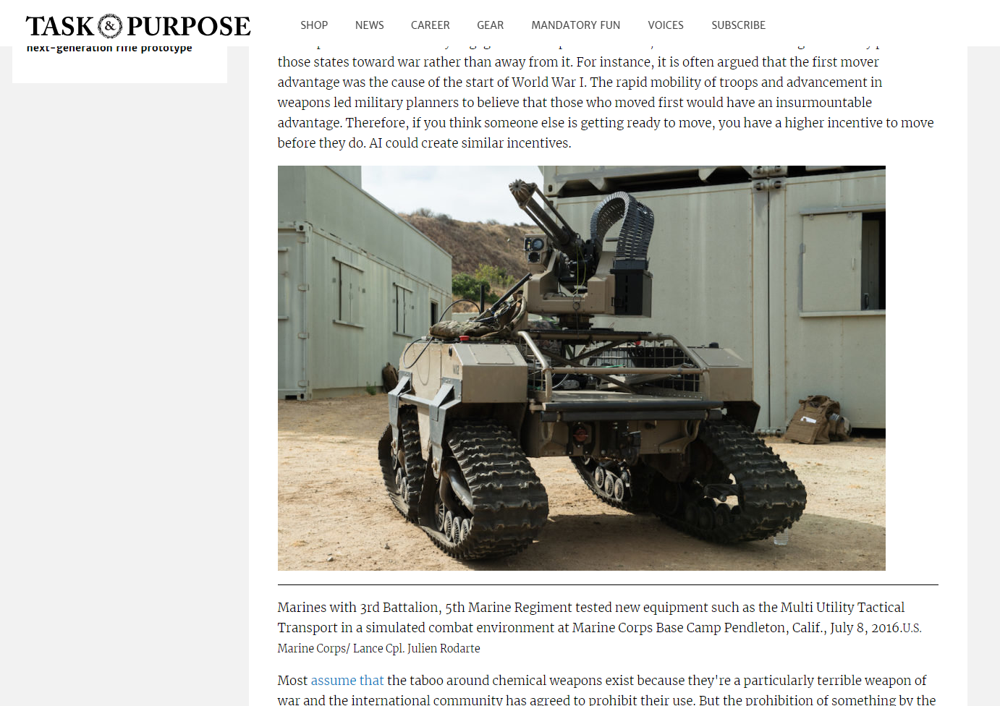 TASK & PURPOSE
SHOP NEWS CAREER GEAR MANDATORY FUN VOICES SUBSCRIBE
next-generation rifle prototype
those states toward war rather than away from it. For instance, it is often argued that the first mover
advantage was the cause of the start of World War I. The rapid mobility of troops and advancement in
weapons led military planners to believe that those who moved first would have an insurmountable
advantage. Therefore, if you think someone else is getting ready to move, you have a higher incentive to move
before they do. AI could create similar incentives.
Marines with 3rd Battalion, 5th Marine Regiment tested new equipment such as the Multi Utility Tactical
Transport in a simulated combat environment at Marine Corps Base Camp Pendleton, Calif., July 8, 2016.U.S.
Marine Corps/ Lance Cpl. Julien Rodarte
Most assume that the taboo around chemical weapons exist because they're a particularly terrible weapon of
war and the international community has agreed to prohibit their use. But the prohibition of something by the